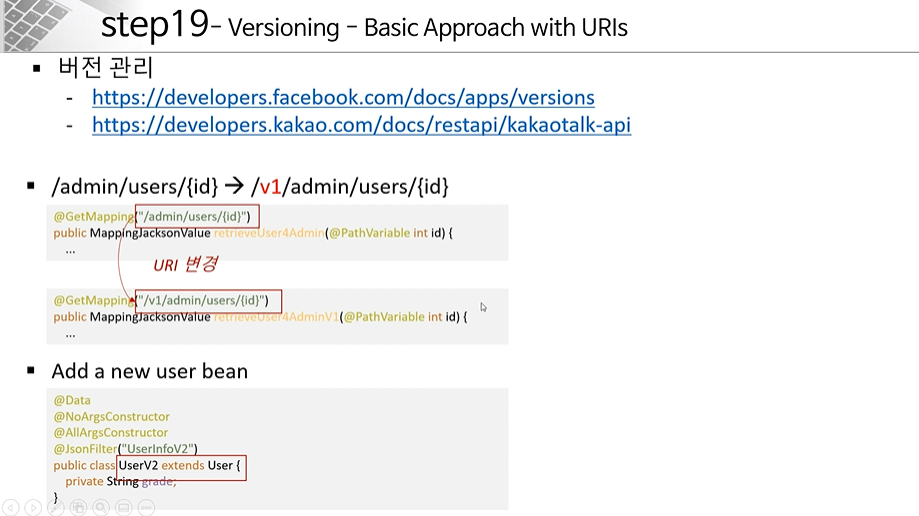 step19- Versioning – Basic Approach with URIs
▪ 버전 관리
- https://developers.facebook.com/docs/apps/versions
- https://developers.kakao.com/docs/restapi/kakaotalk-api
▪ /admin/users/{id} → /v1/admin/users/{id}
@GetMapping("/admin/users/{id}")
public MappingJacksonValue retrieveUser4Admin(@PathVariable int id) {
...
URI 변경
@GetMapping("/v1/admin/users/{id}")
public MappingJacksonValue retrieveUser4AdminV1(@PathVariable int id) {
...
▪ Add a new user bean
@Data
@NoArgsConstructor
@AllArgsConstructor
@JsonFilter("UserInfoV2")
public class UserV2 extends User {
private String grade;
}